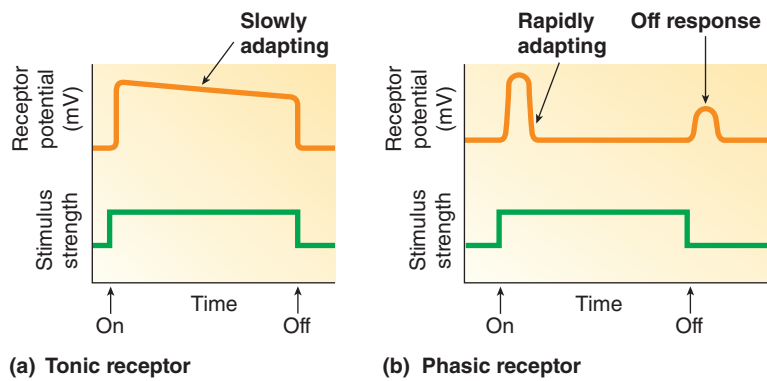 Slowly
adapting
Receptor
potential
(mV)
Stimulus
strength
Time
On
Off
(a) Tonic receptor
Rapidly
adapting
Off response
Receptor
potential
(mV)
Stimulus
strength
Time
On
Off
(b) Phasic receptor